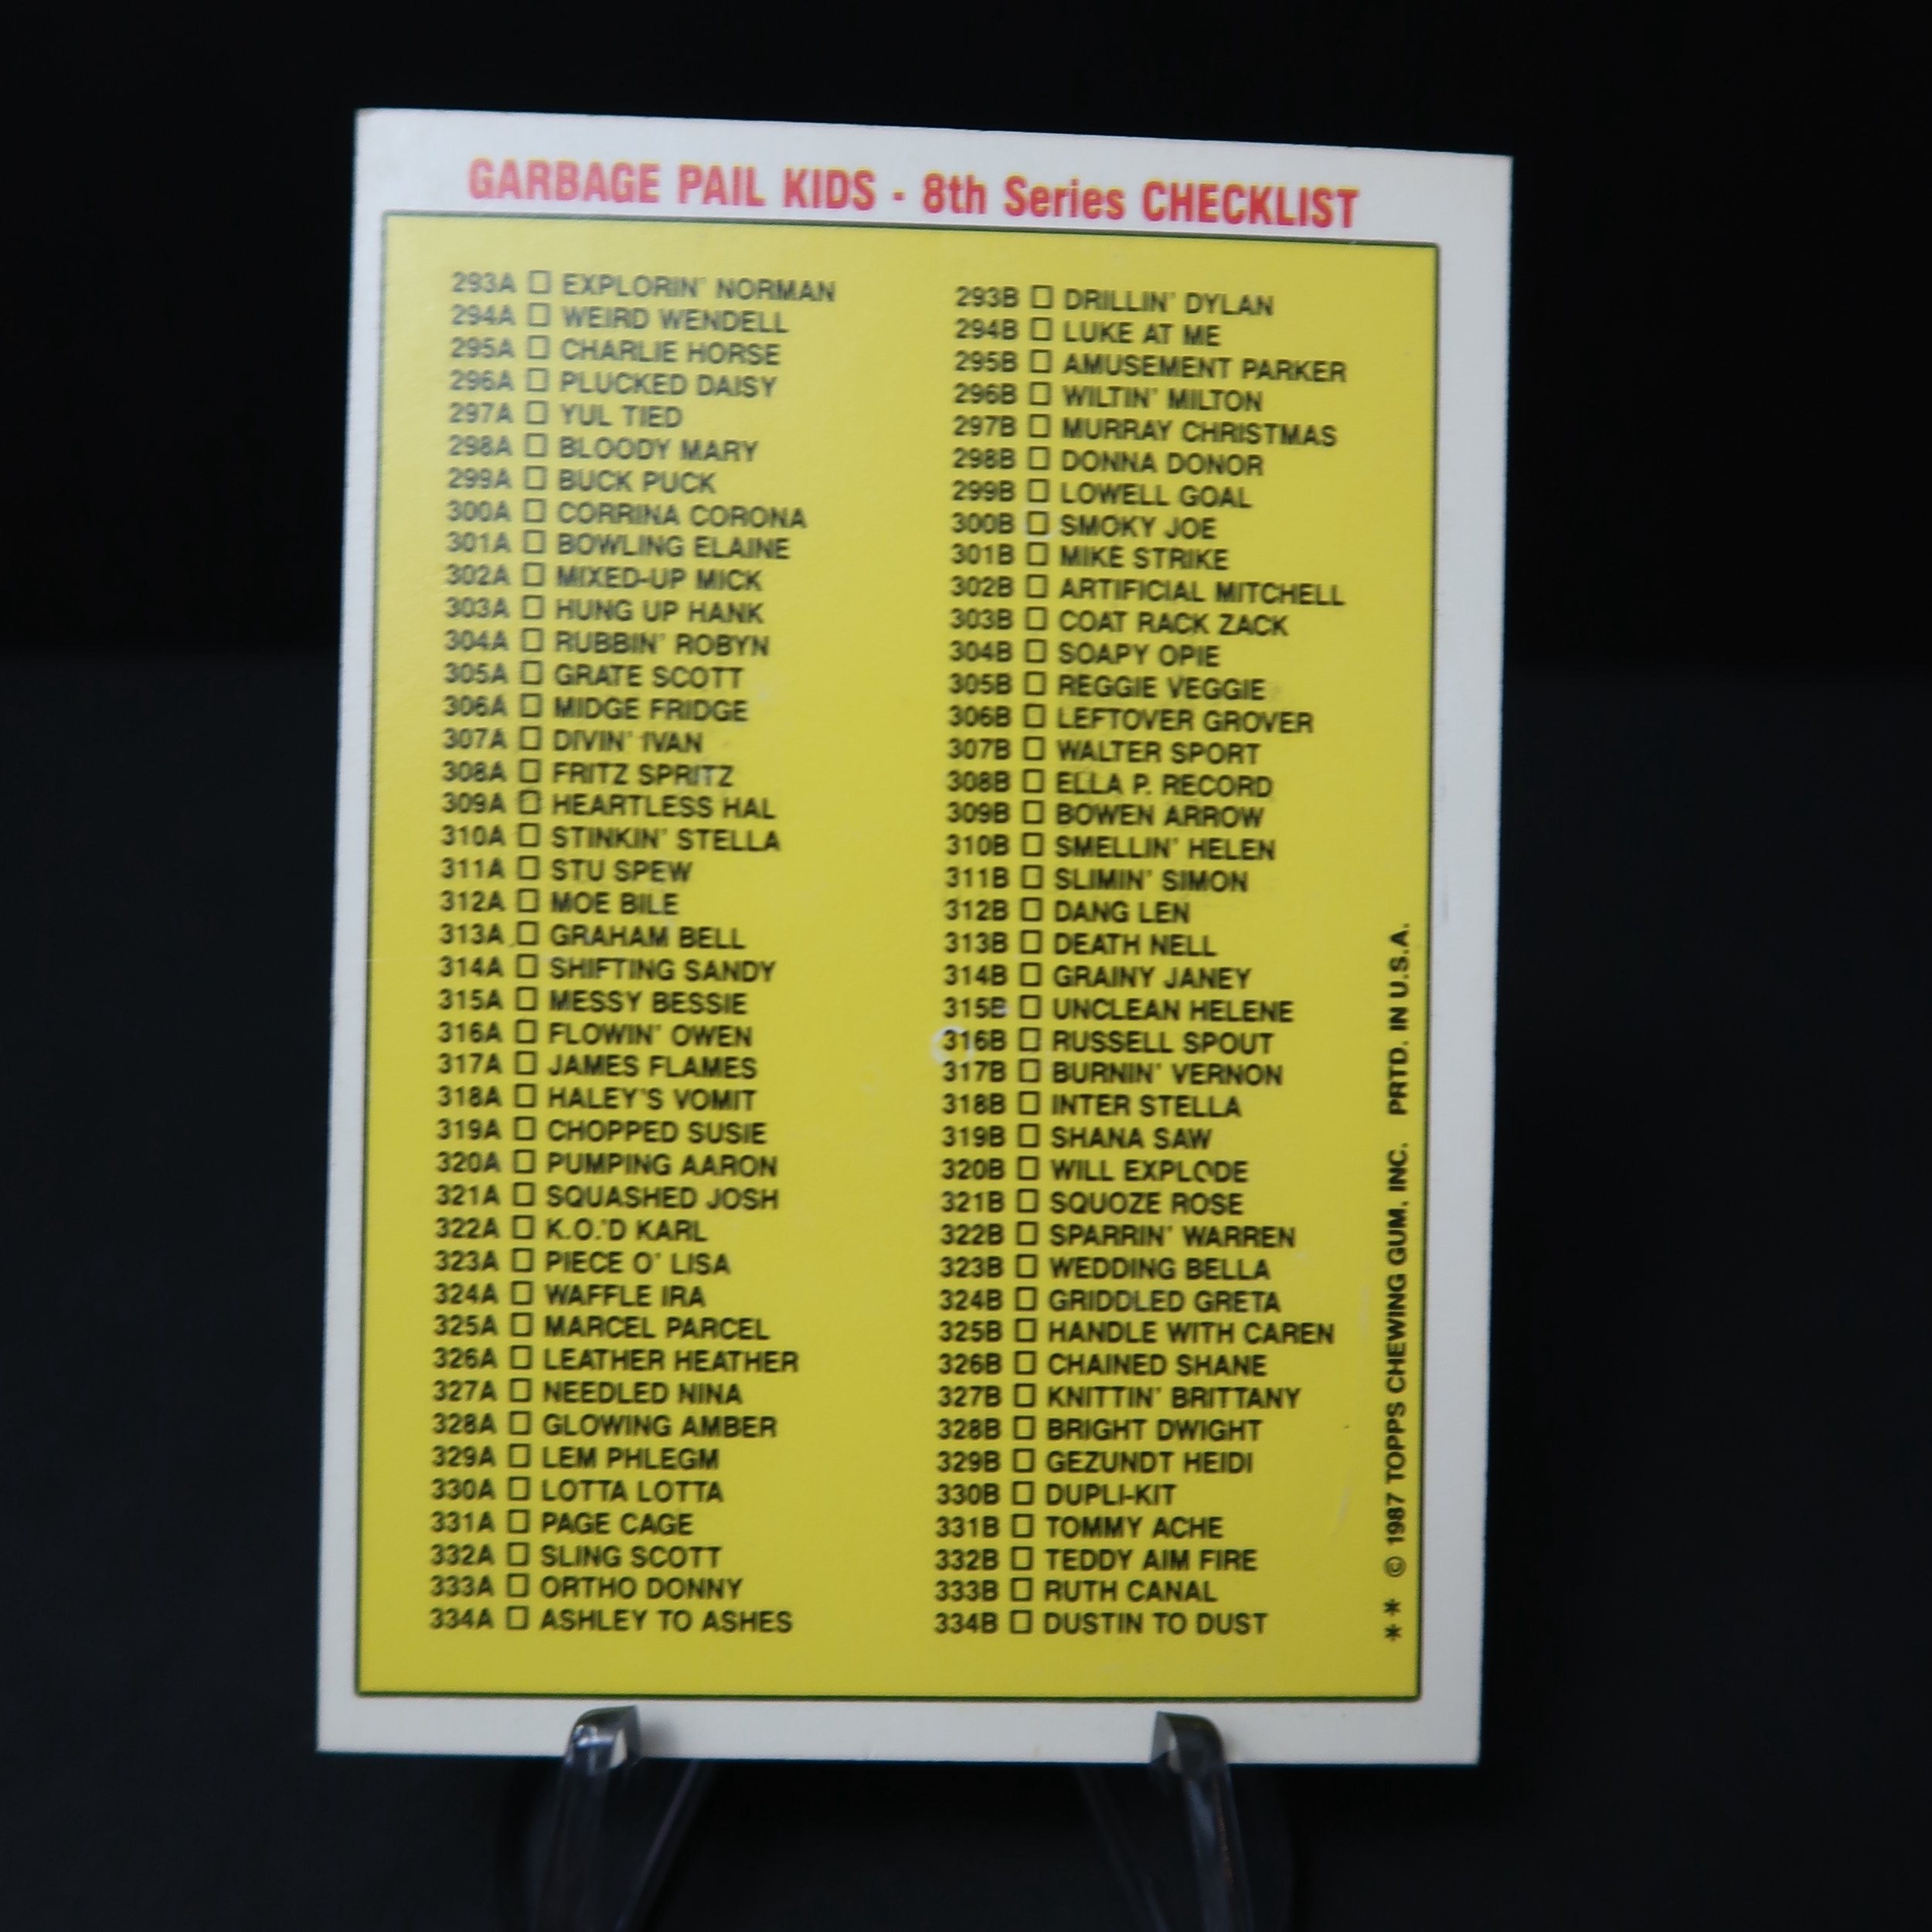 GARBAGE PAIL KIDS - 8th Series CHECKLIST
293A ☐ EXPLORIN' NORMAN
294A ☐ WEIRD WENDELL
295A ☐ CHARLIE HORSE
296A ☐ PLUCKED DAISY
297A ☐ YUL TIED
298A ☐ BLOODY MARY
299A ☐ BUCK PUCK
300A ☐ CORRINA CORONA
301A ☐ BOWLING ELAINE
302A ☐ MIXED-UP MICK
303A ☐ HUNG UP HANK
304A ☐ RUBBIN' ROBYN
305A ☐ GRATE SCOTT
306A ☐ MIDGE FRIDGE
307A ☐ DIVIN' IVAN
308A ☐ FRITZ SPRITZ
309A ☐ HEARTLESS HAL
310A ☐ STINKIN' STELLA
311A ☐ STU SPEW
312A ☐ MOE BILE
313A ☐ GRAHAM BELL
314A ☐ SHIFTING SANDY
315A ☐ MESSY BESSIE
316A ☐ FLOWIN' OWEN
317A ☐ JAMES FLAMES
318A ☐ HALEY'S VOMIT
319A ☐ CHOPPED SUSIE
320A ☐ PUMPING AARON
321A ☐ SQUASHED JOSH
322A ☐ K.O.'D KARL
323A ☐ PIECE O' LISA
324A ☐ WAFFLE IRA
325A ☐ MARCEL PARCEL
326A ☐ LEATHER HEATHER
327A ☐ NEEDLED NINA
328A ☐ GLOWING AMBER
329A ☐ LEM PHLEGM
330A ☐ LOTTA LOTTA
331A ☐ PAGE CAGE
332A ☐ SLING SCOTT
333A ☐ ORTHO DONNY
334A ☐ ASHLEY TO ASHES
293B ☐ DRILLIN' DYLAN
294B ☐ LUKE AT ME
295B ☐ AMUSEMENT PARKER
296B ☐ WILTIN' MILTON
297B ☐ MURRAY CHRISTMAS
298B ☐ DONNA DONOR
299B ☐ LOWELL GOAL
300B ☐ SMOKY JOE
301B ☐ MIKE STRIKE
302B ☐ ARTIFICIAL MITCHELL
303B ☐ COAT RACK ZACK
304B ☐ SOAPY OPIE
305B ☐ REGGIE VEGGIE
306B ☐ LEFTOVER GROVER
307B ☐ WALTER SPORT
308B ☐ ELLA P. RECORD
309B ☐ BOWEN ARROW
310B ☐ SMELLIN' HELEN
311B ☐ SLIMIN' SIMON
312B ☐ DANG LEN
313B ☐ DEATH NELL
314B ☐ GRAINY JANEY
315B ☐ UNCLEAN HELENE
316B ☐ RUSSELL SPOUT
317B ☐ BURNIN' VERNON
318B ☐ INTER STELLA
319B ☐ SHANA SAW
320B ☐ WILL EXPLODE
321B ☐ SQUOZE ROSE
322B ☐ SPARRIN' WARREN
323B ☐ WEDDING BELLA
324B ☐ GRIDDLED GRETA
325B ☐ HANDLE WITH CAREN
326B ☐ CHAINED SHANE
327B ☐ KNITTIN' BRITTANY
328B ☐ BRIGHT DWIGHT
329B ☐ GEZUNDT HEIDI
330B ☐ DUPLI-KIT
331B ☐ TOMMY ACHE
332B ☐ TEDDY AIM FIRE
333B ☐ RUTH CANAL
334B ☐ DUSTIN TO DUST
** © 1987 TOPPS CHEWING GUM, INC. PRTD. IN U.S.A.